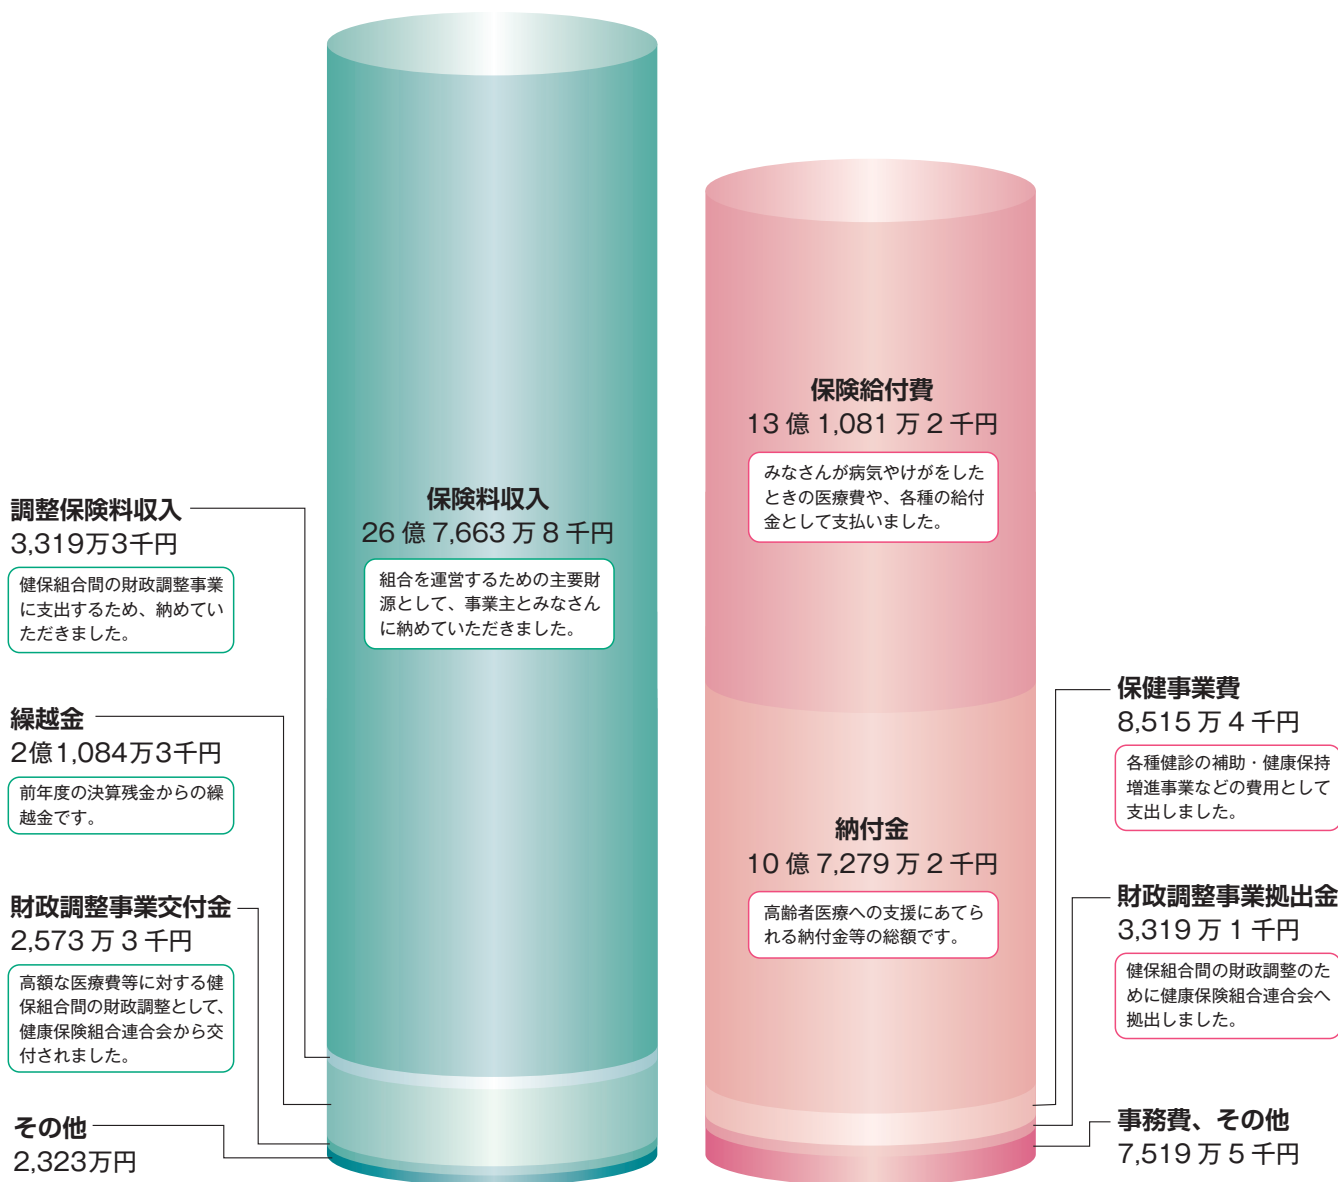 調整保険料収入
3,319万3千円
健保組合間の財政調整事業
に支出するため、納めてい
ただきました。
繰越金
2億1,084万3千円
前年度の決算残金からの繰
越金です。
財政調整事業交付金
2,573万3千円
高額な医療費等に対する健
保組合間の財政調整として、
健康保険組合連合会から交
付されました。
その他
2,323万円
保険料収入
26億7,663万8千円
組合を運営するための主要財
源として、事業主とみなさん
に納めていただきました。
保険給付費
13億1,081万2千円
みなさんが病気やけがをした
ときの医療費や、各種の給付
金として支払いました。
納付金
10億7,279万2千円
高齢者医療への支援にあてら
れる納付金等の総額です。
保健事業費
8,515万4千円
各種健診の補助・健康保持
増進事業などの費用として
支出しました。
財政調整事業拠出金
3,319万1千円
健保組合間の財政調整のた
めに健康保険組合連合会へ
拠出しました。
事務費、その他
7,519万5千円